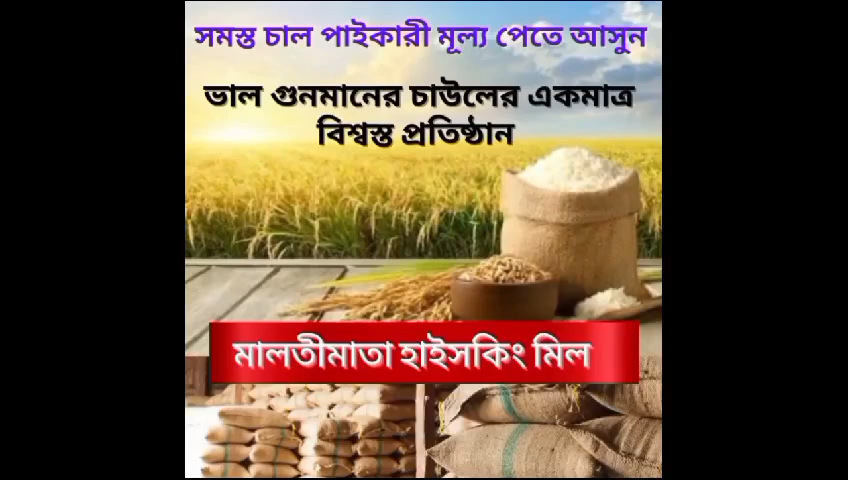 সমস্ত চাল পাইকারী মূল্য পেতে আসুন
ভাল গুনমানের চাউলের একমাত্র
বিশ্বস্ত প্রতিষ্ঠান
মালতীমাতা হাইসকিং মিল